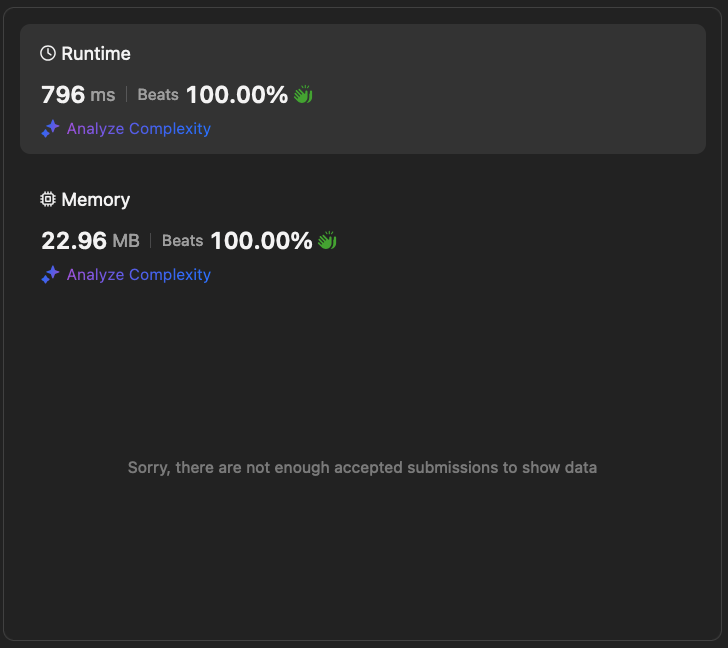 Runtime
796 ms | Beats 100.00%
Analyze Complexity
Memory
22.96 MB | Beats 100.00%
Analyze Complexity
Sorry, there are not enough accepted submissions to show data